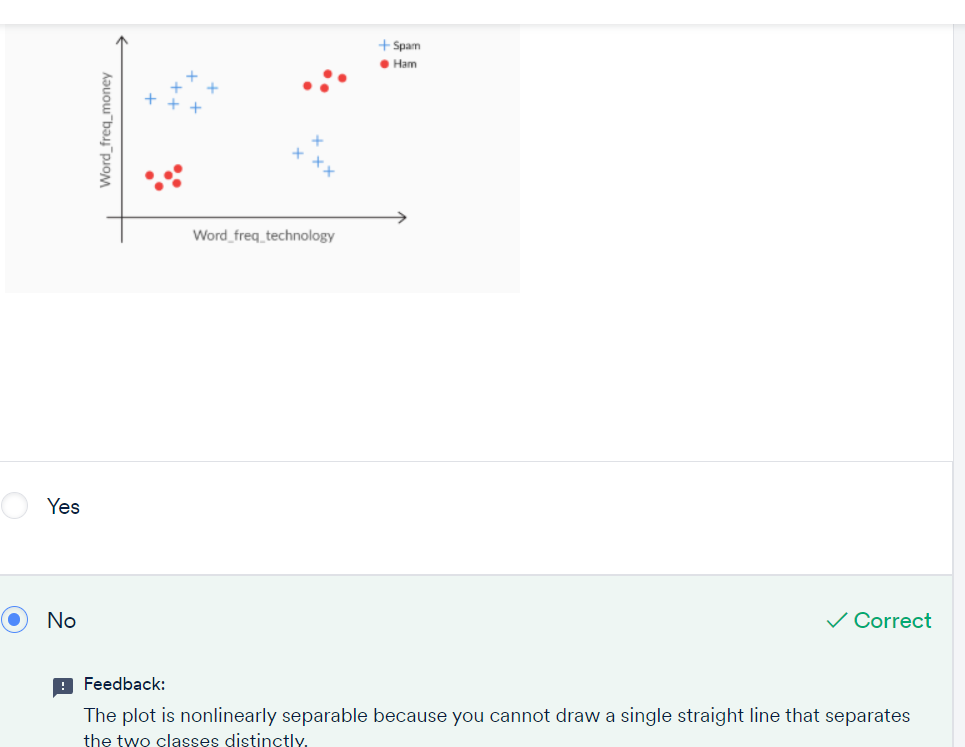 Spam
Ham
Word_freq_money
Word_freq_technology
Yes
No
Correct
Feedback:
The plot is nonlinearly separable because you cannot draw a single straight line that separates
the two classes distinctly.